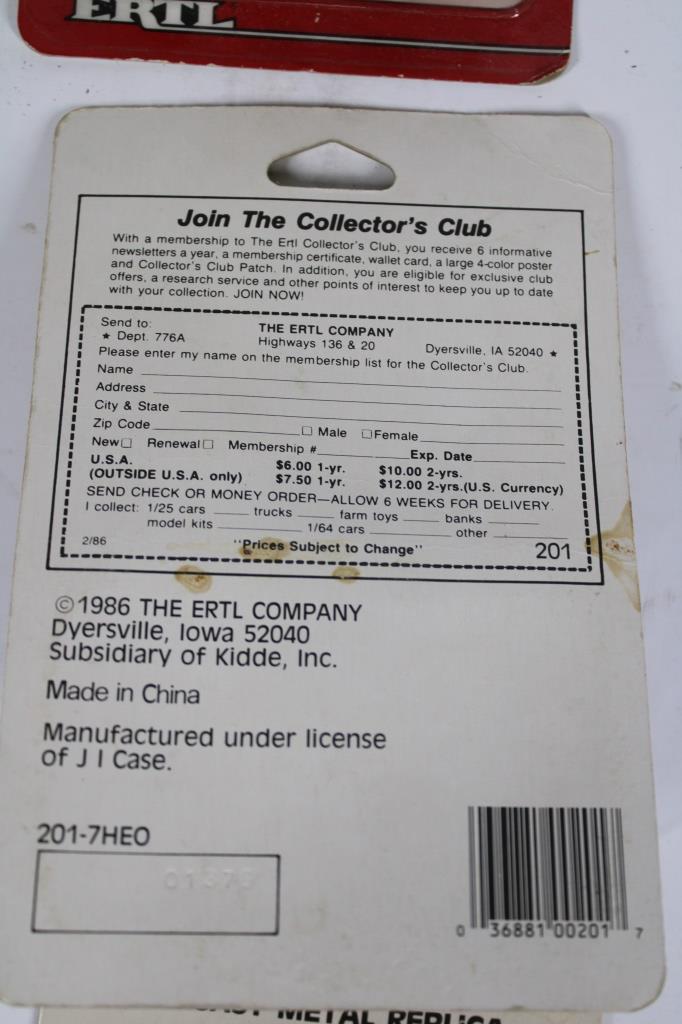 ERTL
Join The Collector's Club
With a membership to The Ertl Collector's Club, you receive 6 informative
newsletters a year, a membership certificate, wallet card, a large 4-color poster
and Collector's Club Patch. In addition, you are eligible for exclusive club
offers, a research service and other points of interest to keep you up to date
with your collection. JOIN NOW!
Send to: THE ERTL COMPANY
★ Dept. 776A Highways 136 & 20 Dyersville, IA 52040 ★
Please enter my name on the membership list for the Collector's Club.
Name
Address
City & State
Zip Code □ Male □ Female
New □ Renewal □ Membership # Exp. Date
U.S.A. $6.00 1-yr. $10.00 2-yrs.
(OUTSIDE U.S.A. only) $7.50 1-yr. $12.00 2-yrs. (U.S. Currency)
SEND CHECK OR MONEY ORDER—ALLOW 6 WEEKS FOR DELIVERY.
I collect: 1/25 cars trucks farm toys banks
model kits 1/64 cars other
2/86 "Prices Subject to Change" 201
©1986 THE ERTL COMPANY
Dyersville, Iowa 52040
Subsidiary of Kidde, Inc.
Made in China
Manufactured under license
of J I Case.
201-7HEO
0 36881 00201 7
METAL REPLICA